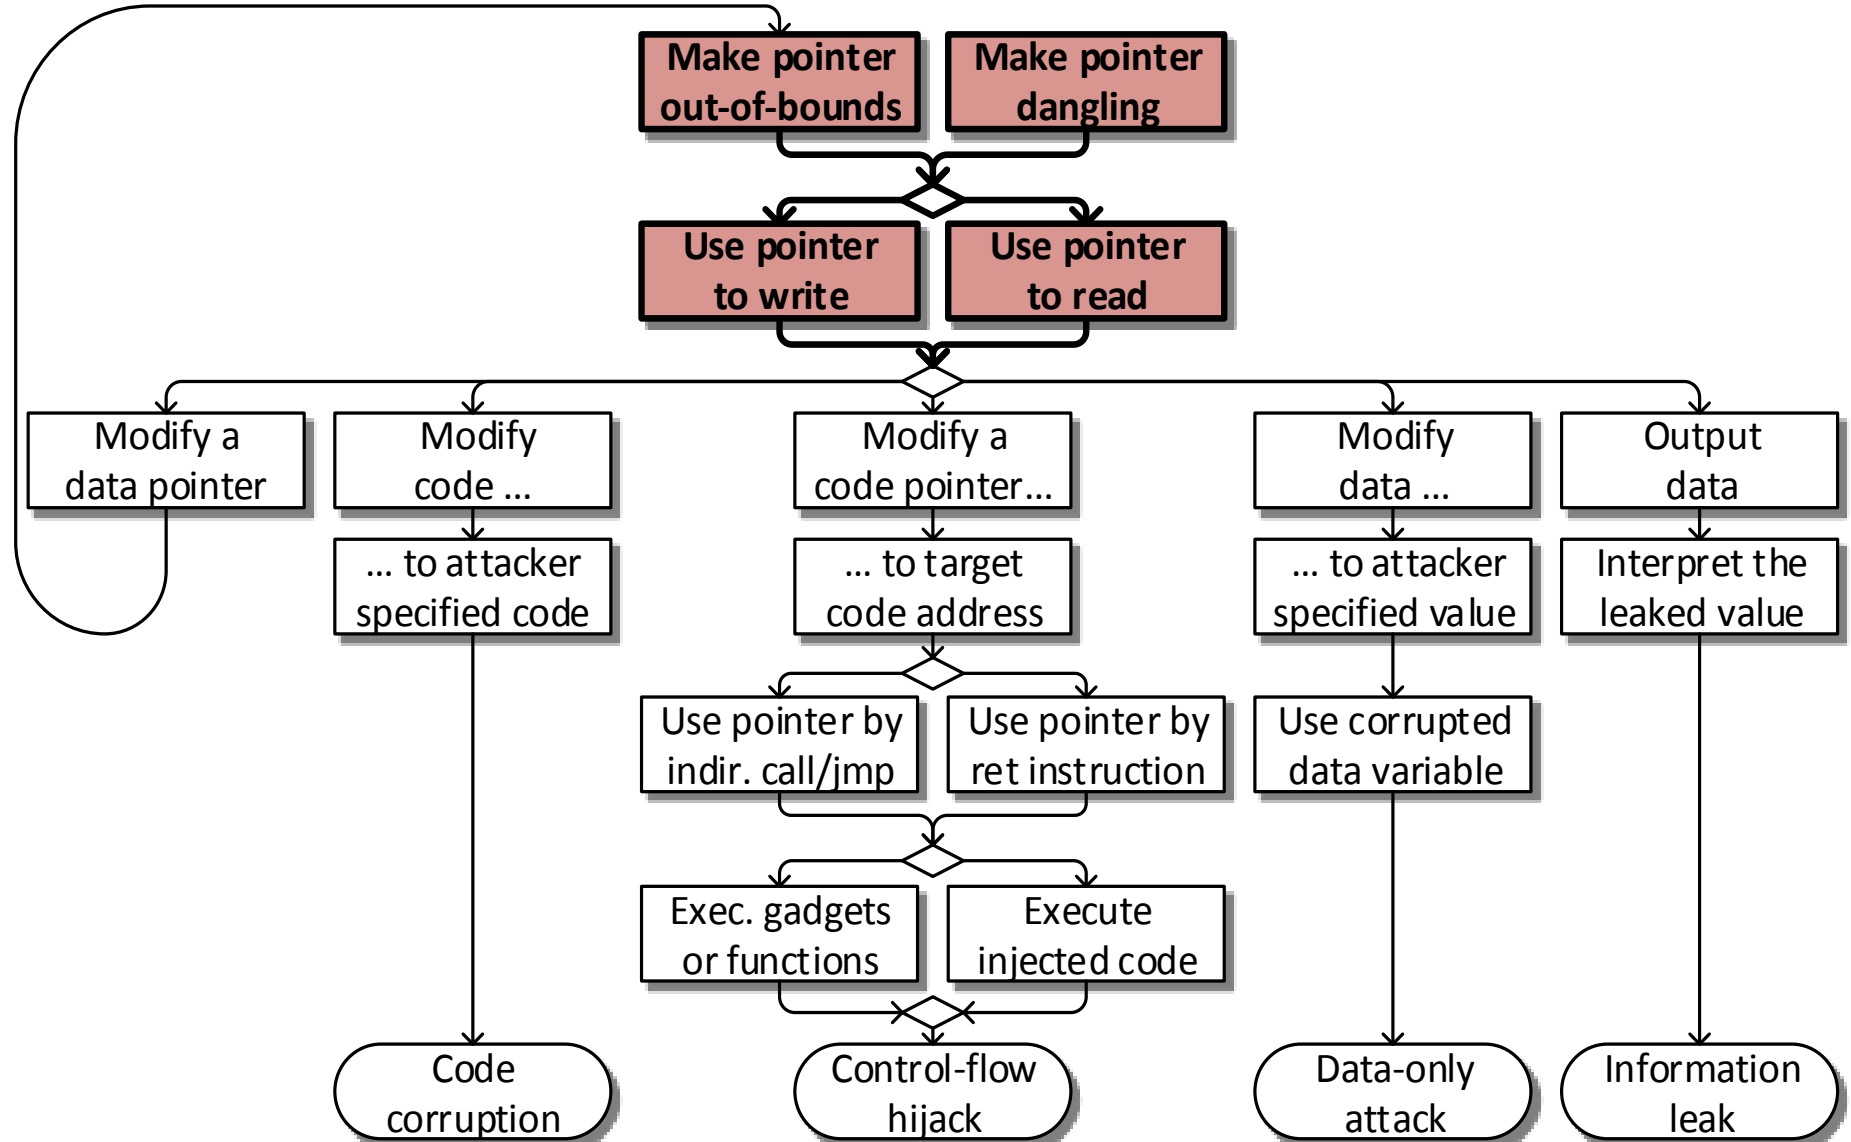 Make pointer
out-of-bounds
Make pointer
dangling
Use pointer
to write
Use pointer
to read
Modify a
data pointer
Modify
code ...
Modify a
code pointer...
Modify
data ...
Output
data
... to attacker
specified code
... to target
code address
... to attacker
specified value
Interpret the
leaked value
Use pointer by
indir. call/jmp
Use pointer by
ret instruction
Use corrupted
data variable
Exec. gadgets
or functions
Execute
injected code
Code
corruption
Control-flow
hijack
Data-only
attack
Information
leak